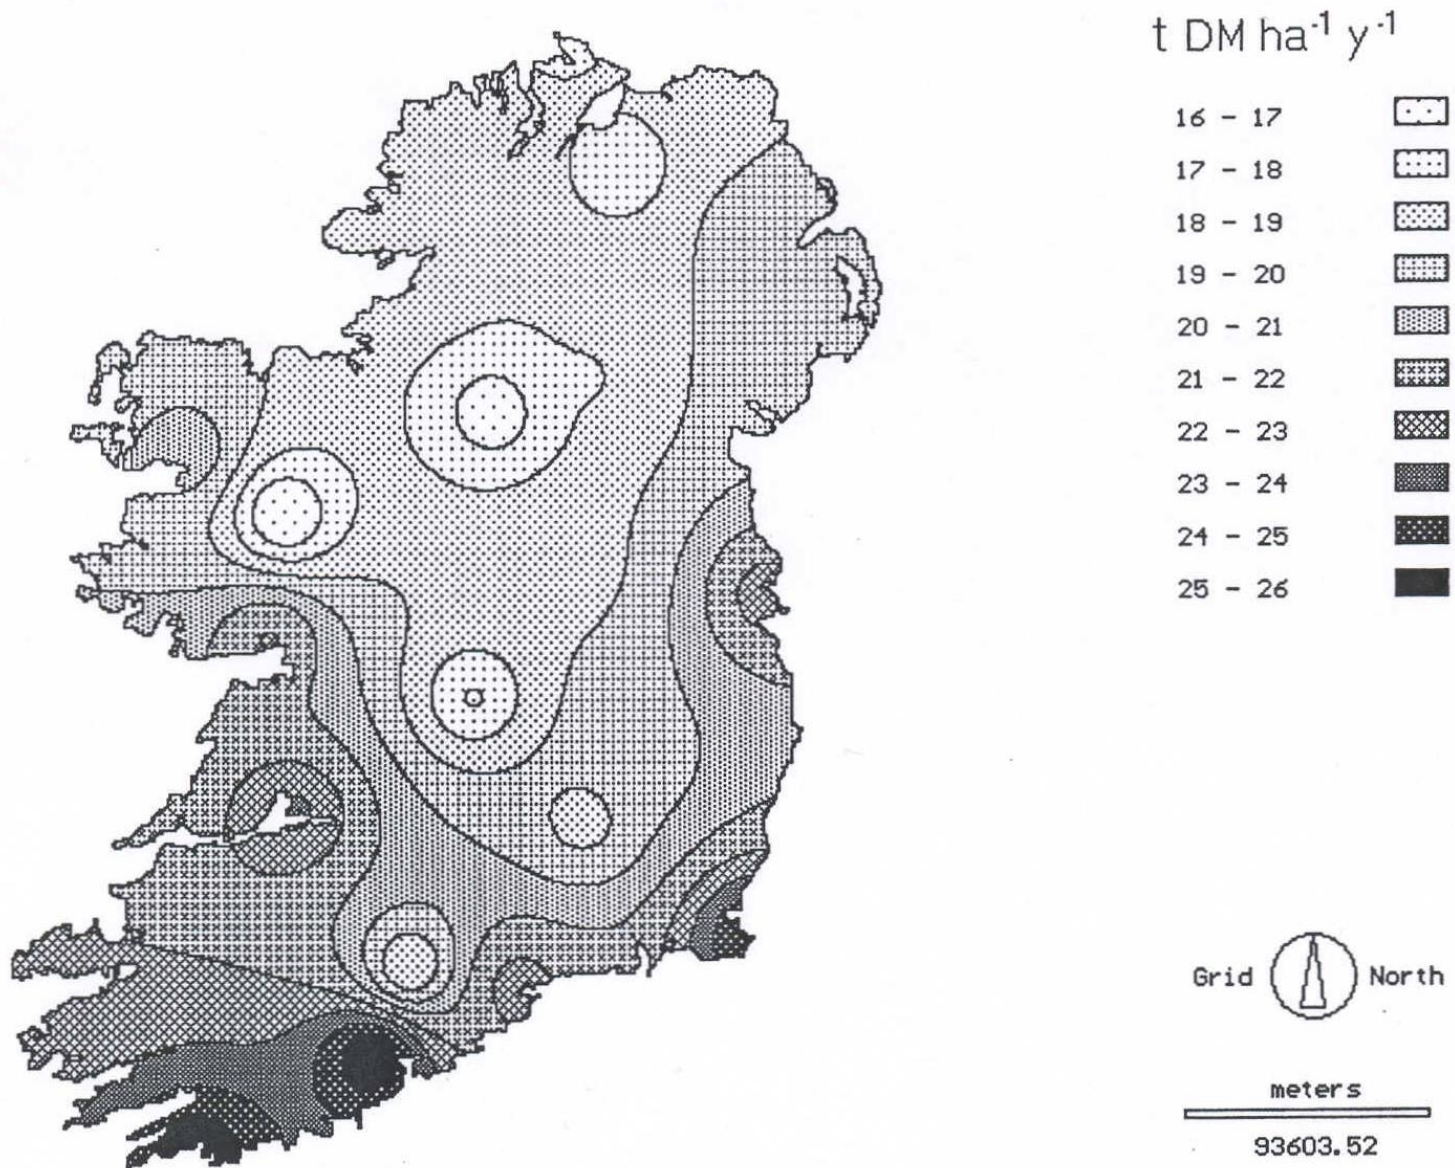 t DM ha⁻¹ y⁻¹
16 - 17
17 - 18
18 - 19
19 - 20
20 - 21
21 - 22
22 - 23
23 - 24
24 - 25
25 - 26
Grid North
meters
93603.52